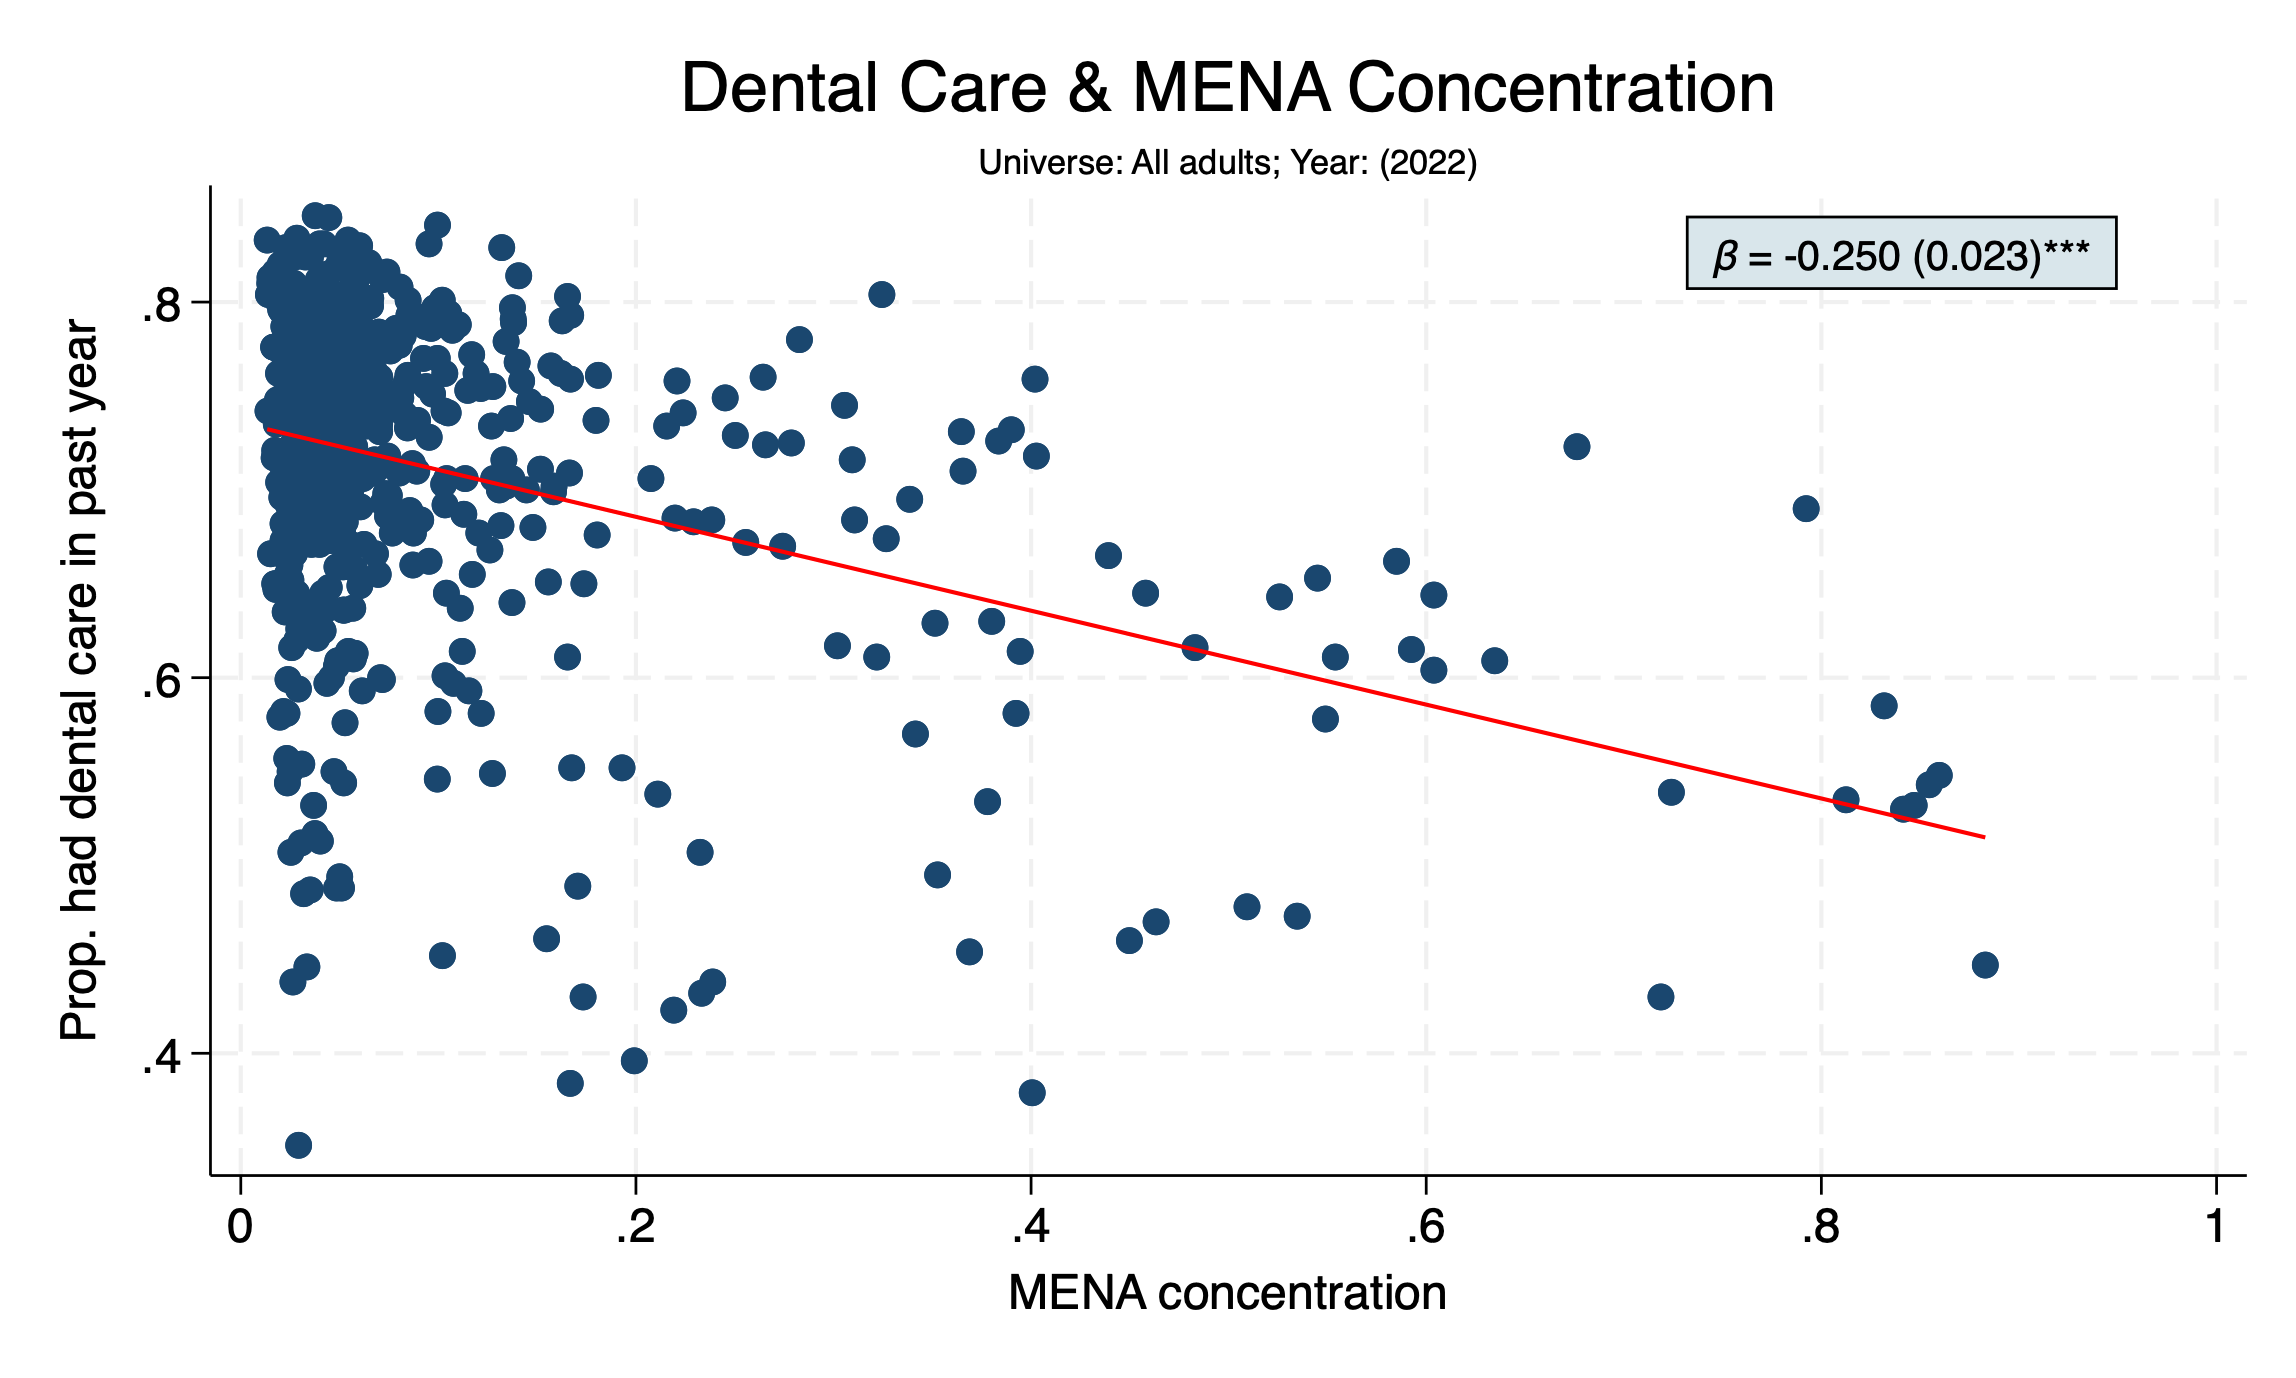 Dental Care & MENA Concentration
Universe: All adults; Year: (2022)
β = -0.250 (0.023)***
Prop. had dental care in past year
.8
.6
.4
0 .2 .4 .6 .8 1
MENA concentration